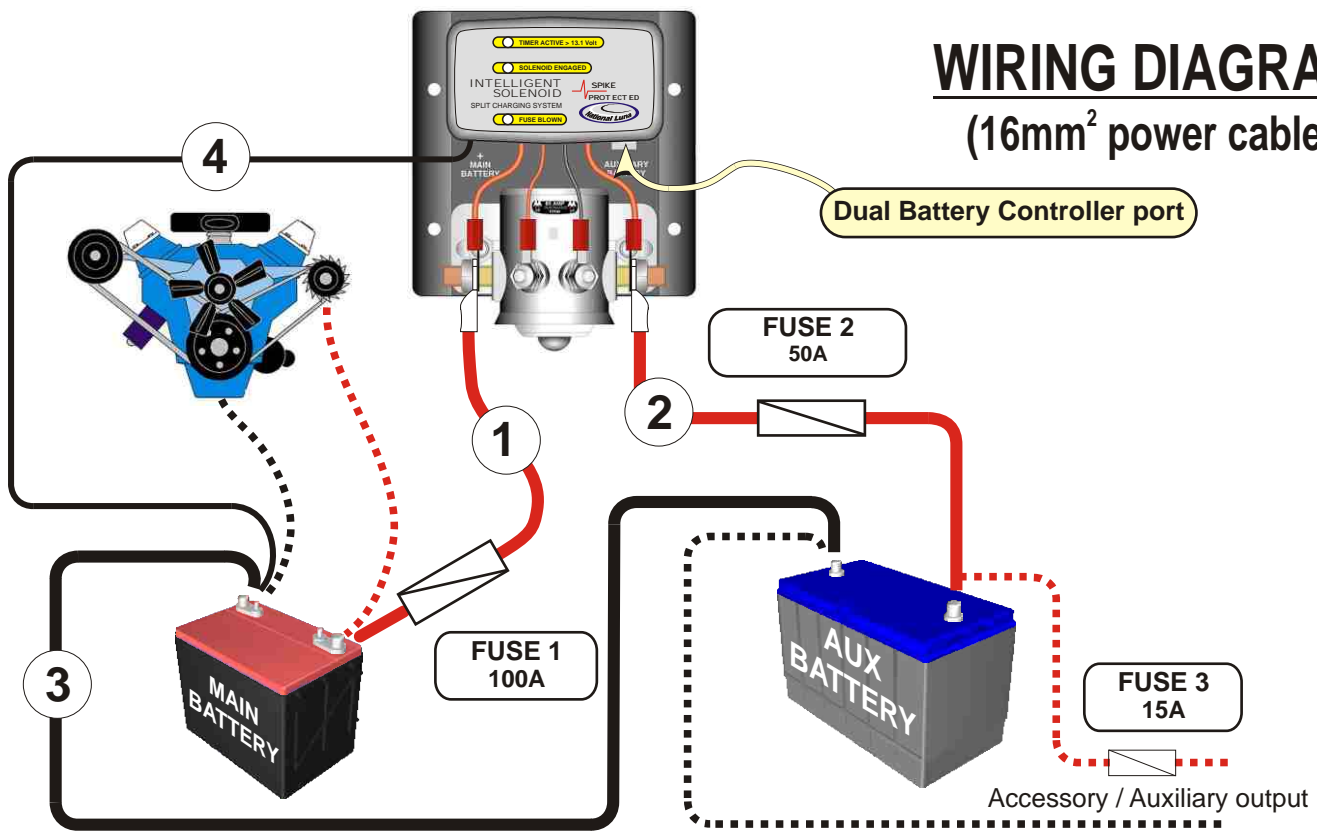 WIRING DIAGRA
(16mm² power cable
TIMER ACTIVE > 13.1 Volt
SOLENOID ENGAGED
INTELLIGENT
SOLENOID
SPLIT CHARGING SYSTEM
SPIKE
PROTECTED
National Luna
FUSE BLOWN
+
MAIN
BATTERY
AUXILIARY
BATTERY
Dual Battery Controller port
4
FUSE 2
50A
1
2
FUSE 1
100A
3
MAIN
BATTERY
AUX
BATTERY
FUSE 3
15A
Accessory / Auxiliary output